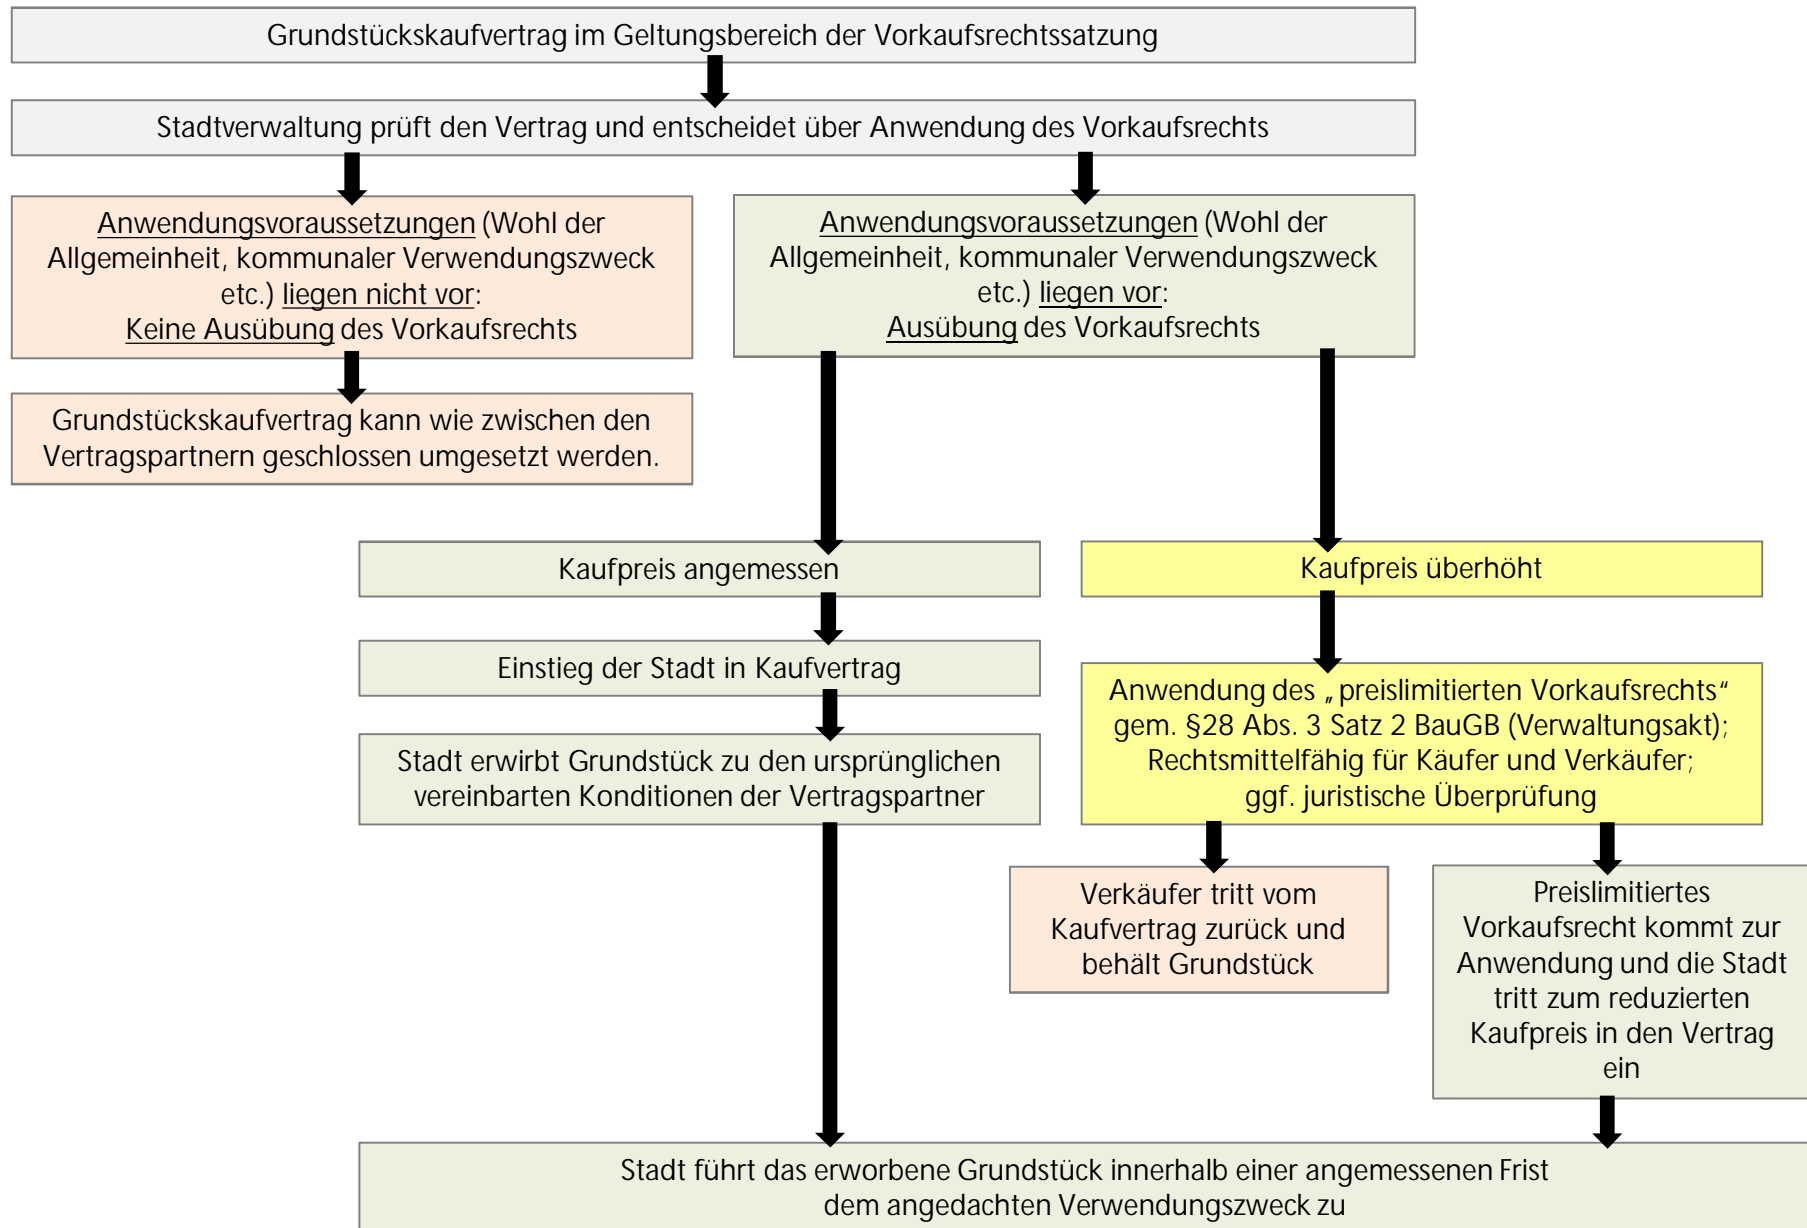 Grundstückskaufvertrag im Geltungsbereich der Vorkaufsrechtssatzung
Stadtverwaltung prüft den Vertrag und entscheidet über Anwendung des Vorkaufsrechts
Anwendungsvoraussetzungen (Wohl der
Allgemeinheit, kommunaler Verwendungszweck
etc.) liegen nicht vor:
Keine Ausübung des Vorkaufsrechts
Anwendungsvoraussetzungen (Wohl der
Allgemeinheit, kommunaler Verwendungszweck
etc.) liegen vor:
Ausübung des Vorkaufsrechts
Grundstückskaufvertrag kann wie zwischen den
Vertragspartnern geschlossen umgesetzt werden.
Kaufpreis angemessen
Kaufpreis überhöht
Einstieg der Stadt in Kaufvertrag
Stadt erwirbt Grundstück zu den ursprünglichen
vereinbarten Konditionen der Vertragspartner
Anwendung des „preislimitierten Vorkaufsrechts“
gem. §28 Abs. 3 Satz 2 BauGB (Verwaltungsakt);
Rechtsmittelfähig für Käufer und Verkäufer;
ggf. juristische Überprüfung
Verkäufer tritt vom
Kaufvertrag zurück und
behält Grundstück
Preislimitiertes
Vorkaufsrecht kommt zur
Anwendung und die Stadt
tritt zum reduzierten
Kaufpreis in den Vertrag
ein
Stadt führt das erworbene Grundstück innerhalb einer angemessenen Frist
dem angedachten Verwendungszweck zu